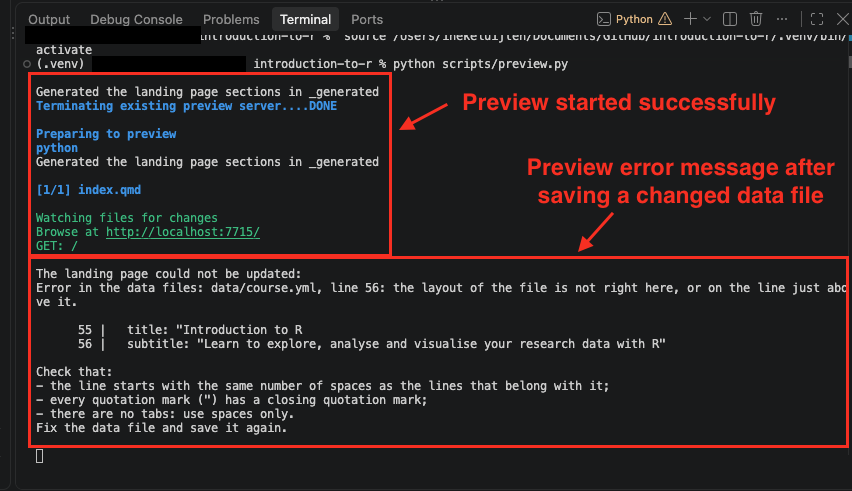 Output Debug Console Problems Terminal Ports Python
introduction-to-r % source /Users/ineketuijten/Documents/GitHub/introduction-to-r/.venv/bin/
activate
(.venv) introduction-to-r % python scripts/preview.py
Generated the landing page sections in _generated
Terminating existing preview server....DONE
Preview started successfully
Preparing to preview
python
Generated the landing page sections in _generated
Preview error message after
saving a changed data file
[1/1] index.qmd
Watching files for changes
Browse at http://localhost:7715/
GET: /
The landing page could not be updated:
Error in the data files: data/course.yml, line 56: the layout of the file is not right here, or on the line just abo
ve it.
55 | title: "Introduction to R
56 | subtitle: "Learn to explore, analyse and visualise your research data with R"
Check that:
- the line starts with the same number of spaces as the lines that belong with it;
- every quotation mark (") has a closing quotation mark;
- there are no tabs: use spaces only.
Fix the data file and save it again.